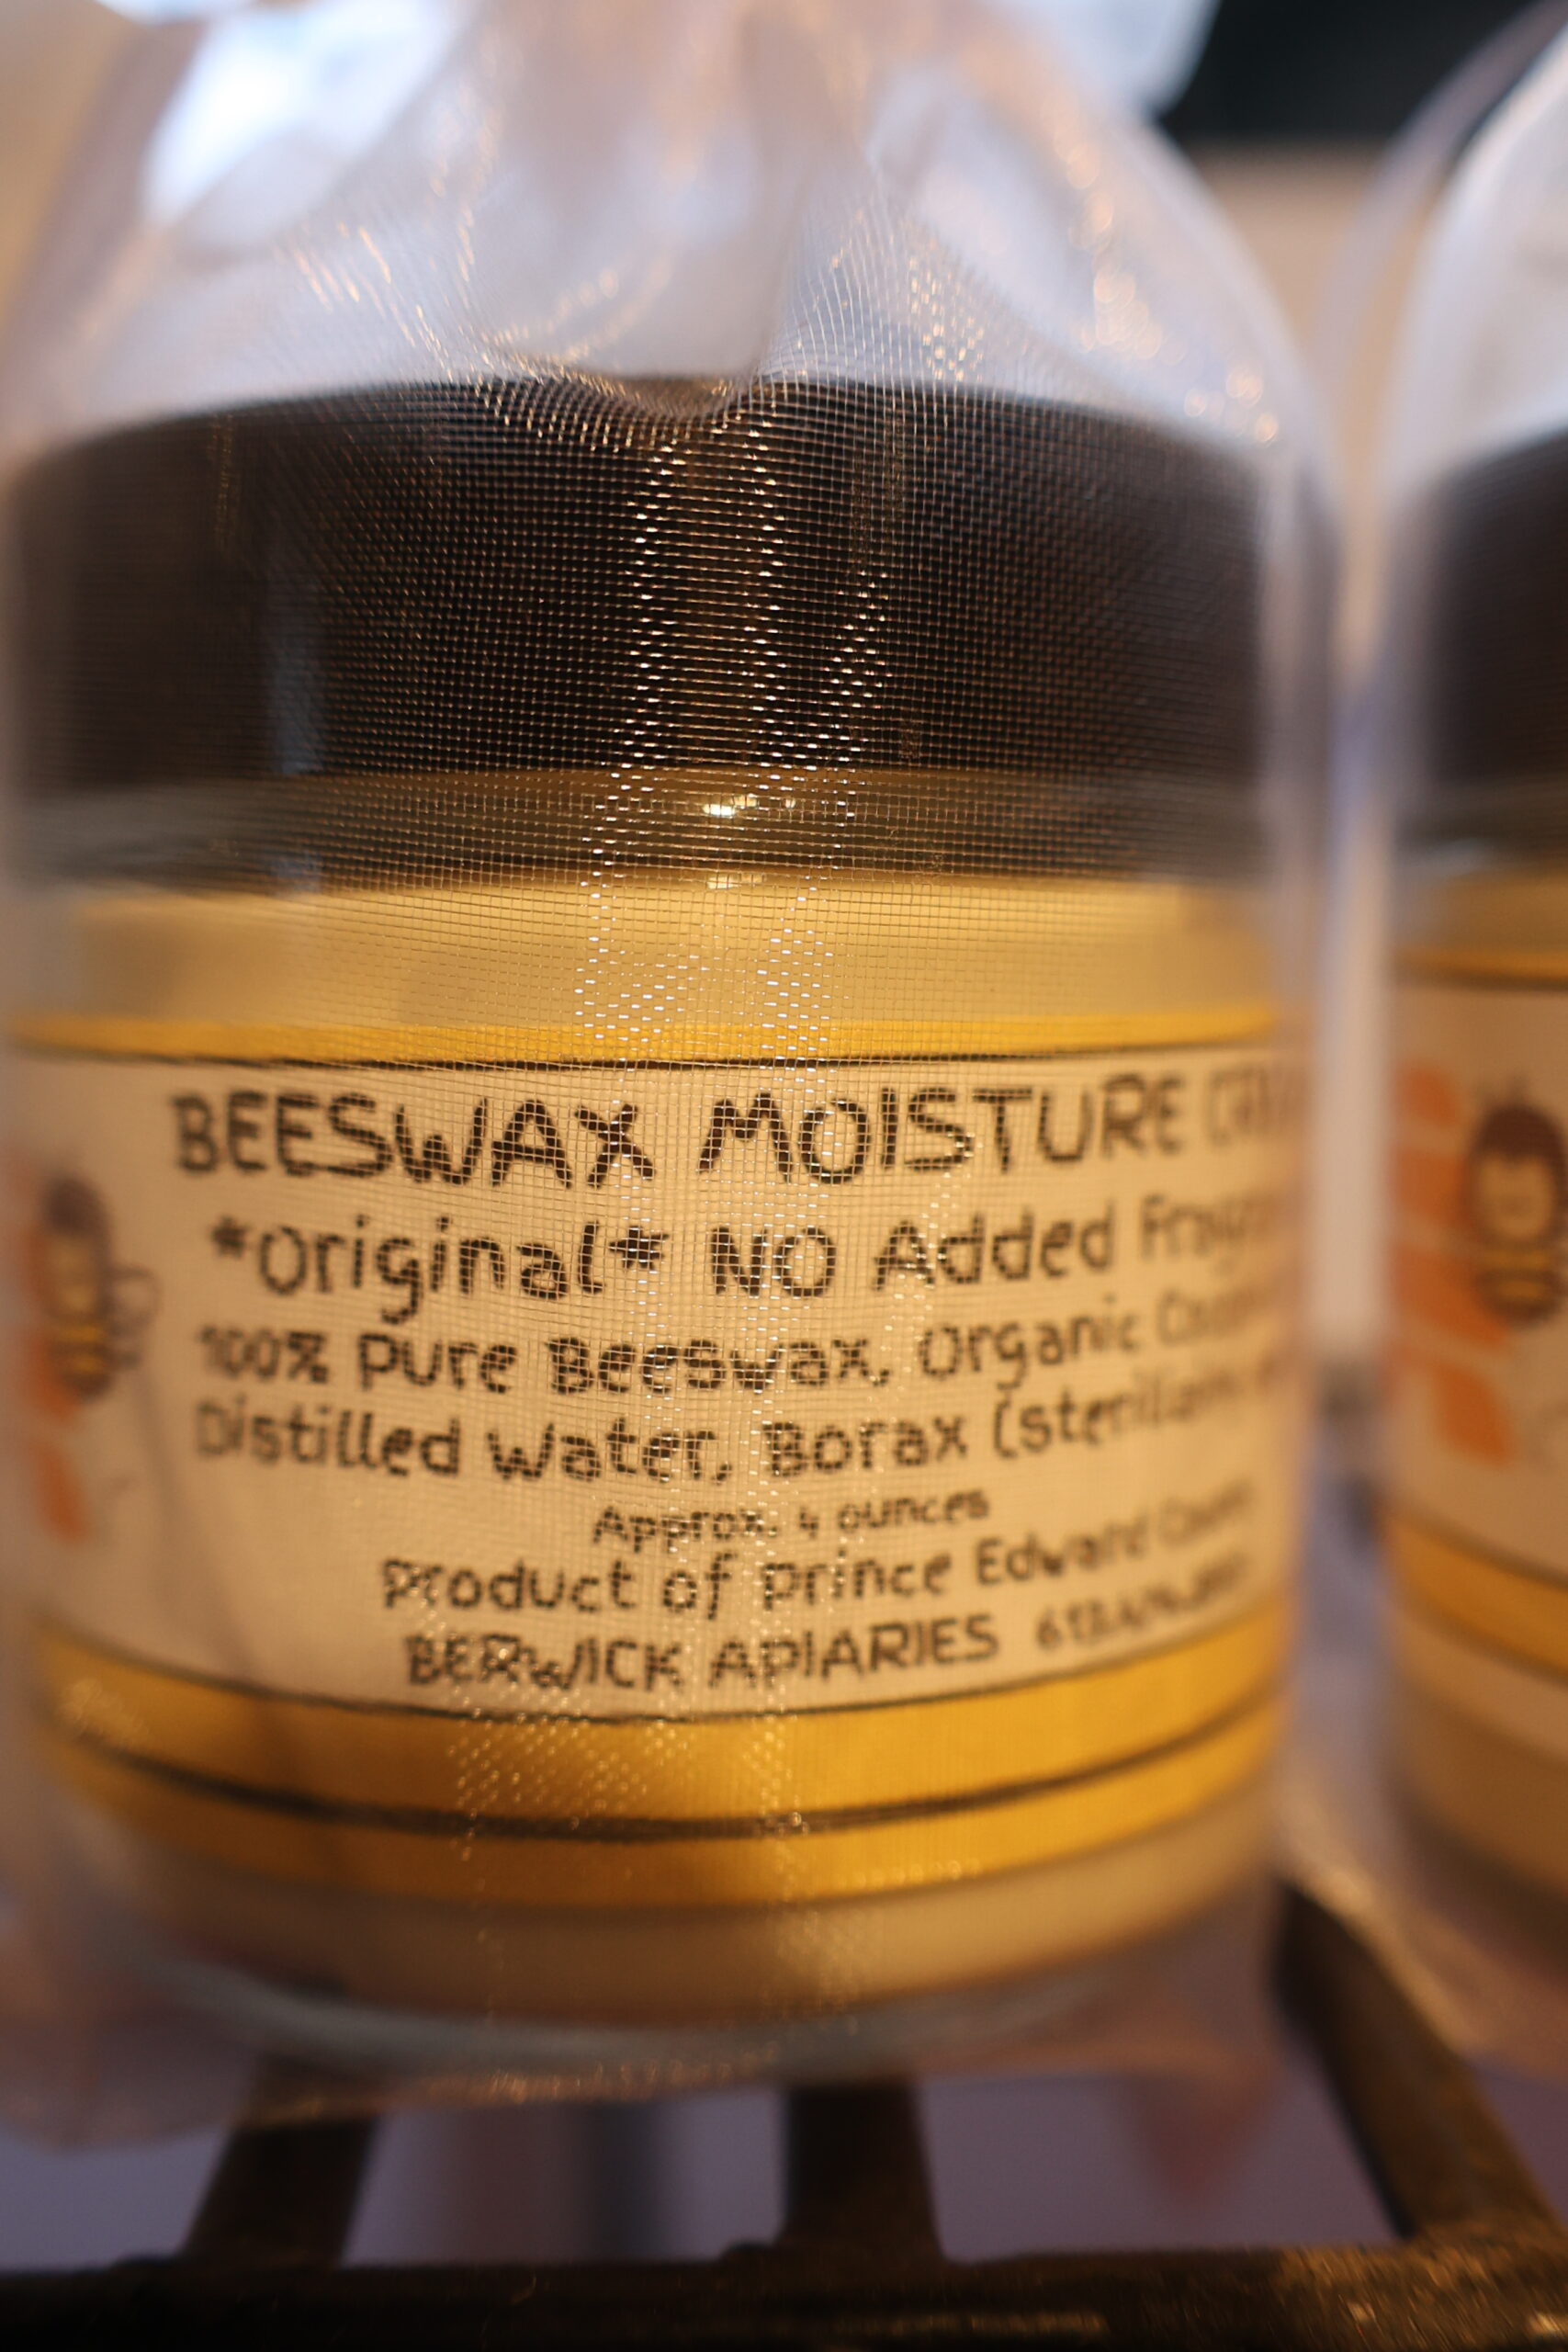 BEESWAX MOISTURE
*Original* NO Added
100% Pure Beeswax, Organic
Distilled Water, Borax
Approx. 4 ounces
Product of Prince Edward
BERWICK APIARIES